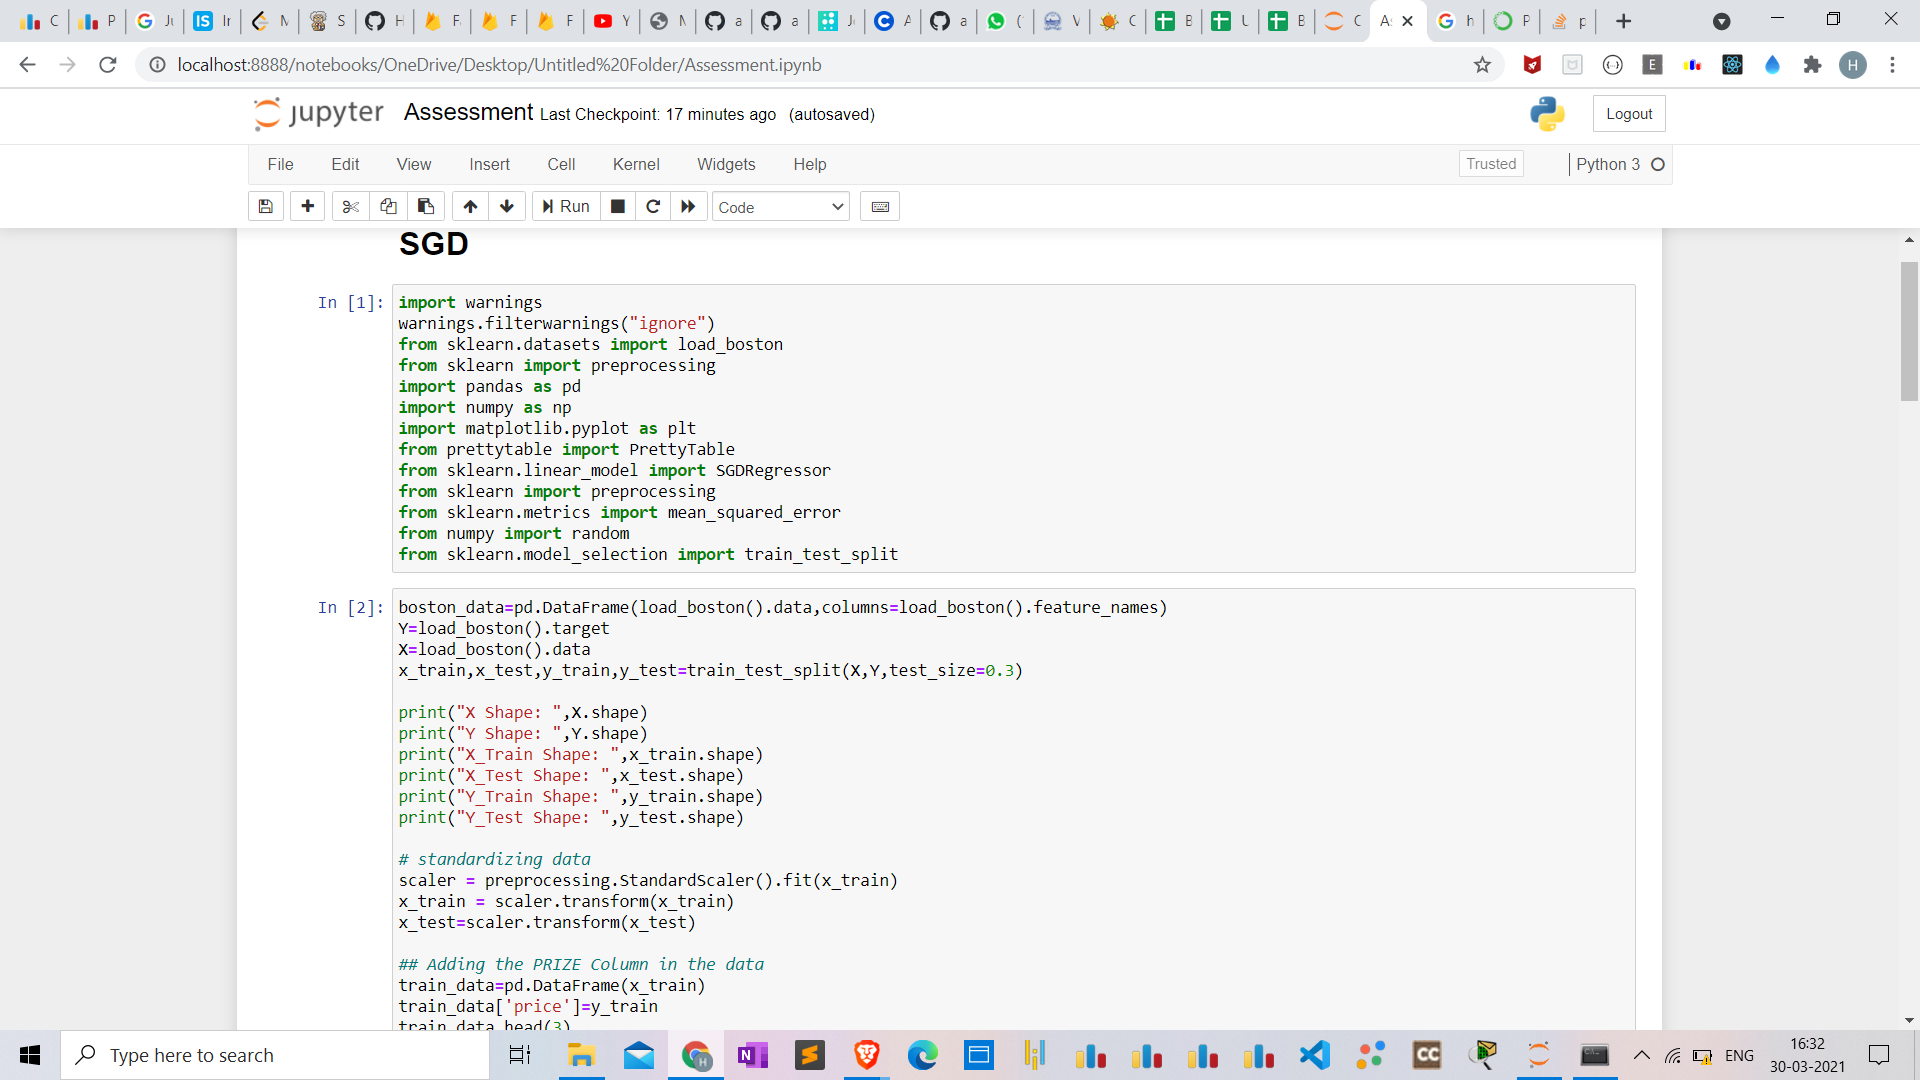 localhost:8888/notebooks/OneDrive/Desktop/Untitled%20Folder/Assessment.ipynb
jupyter Assessment Last Checkpoint: 17 minutes ago (autosaved) Logout
File Edit View Insert Cell Kernel Widgets Help Trusted Python 3
Run Code
SGD
In [1]: import warnings
warnings.filterwarnings("ignore")
from sklearn.datasets import load_boston
from sklearn import preprocessing
import pandas as pd
import numpy as np
import matplotlib.pyplot as plt
from prettytable import PrettyTable
from sklearn.linear_model import SGDRegressor
from sklearn import preprocessing
from sklearn.metrics import mean_squared_error
from numpy import random
from sklearn.model_selection import train_test_split
In [2]: boston_data=pd.DataFrame(load_boston().data,columns=load_boston().feature_names)
Y=load_boston().target
X=load_boston().data
x_train,x_test,y_train,y_test=train_test_split(X,Y,test_size=0.3)
print("X Shape: ",X.shape)
print("Y Shape: ",Y.shape)
print("X_Train Shape: ",x_train.shape)
print("X_Test Shape: ",x_test.shape)
print("Y_Train Shape: ",y_train.shape)
print("Y_Test Shape: ",y_test.shape)
# standardizing data
scaler = preprocessing.StandardScaler().fit(x_train)
x_train = scaler.transform(x_train)
x_test=scaler.transform(x_test)
## Adding the PRIZE Column in the data
train_data=pd.DataFrame(x_train)
train_data['price']=y_train
train_data.head(3)
Type here to search
ENG
16:32
30-03-2021